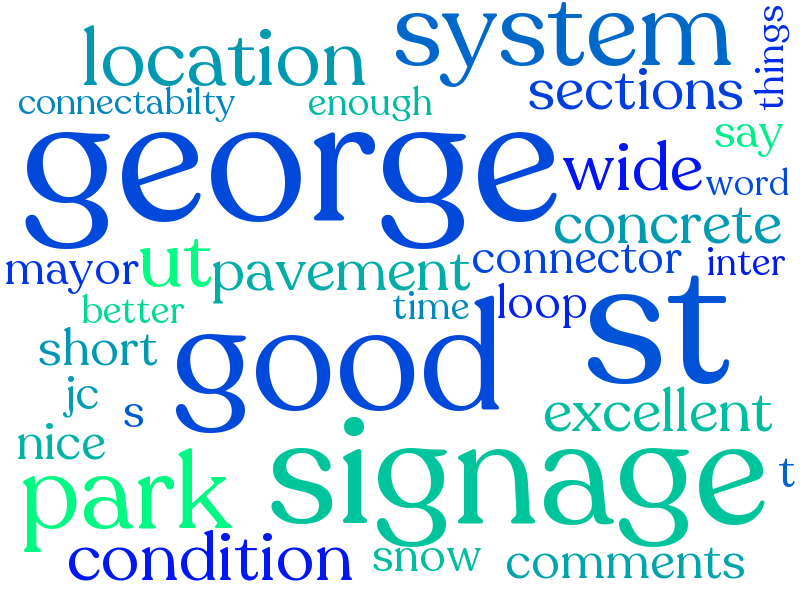 location
system
things
connectabilty
enough
sections
say
george
wide
word
concrete
mayor
ut
pavement
connector
inter
better
time
loop
st
short
good
jc
s
excellent
nice
signage
t
park
condition
snow
comments